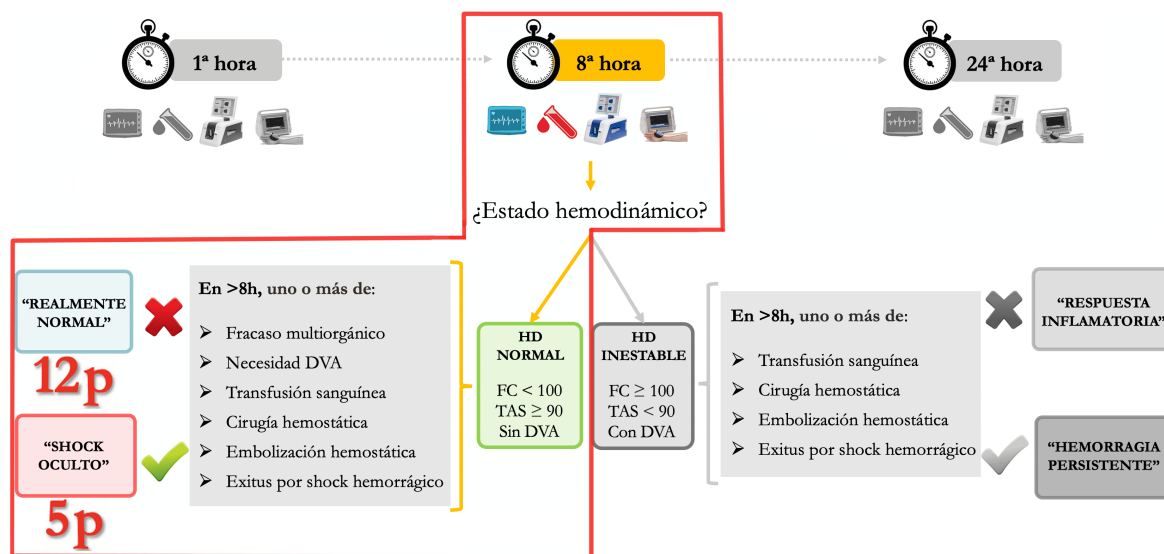 1ª hora
8ª hora
24ª hora
¿Estado hemodinámico?
“REALMENTE
NORMAL”
12p
“SHOCK
OCULTO”
5p
En >8h, uno o más de:
➢ Fracaso multiorgánico
➢ Necesidad DVA
➢ Transfusión sanguínea
➢ Cirugía hemostática
➢ Embolización hemostática
➢ Exitus por shock hemorrágico
HD
NORMAL
FC < 100
TAS ≥ 90
Sin DVA
HD
INESTABLE
FC ≥ 100
TAS < 90
Con DVA
En >8h, uno o más de:
➢ Transfusión sanguínea
➢ Cirugía hemostática
➢ Embolización hemostática
➢ Exitus por shock hemorrágico
“RESPUESTA
INFLAMATORIA”
“HEMORRAGIA
PERSISTENTE”